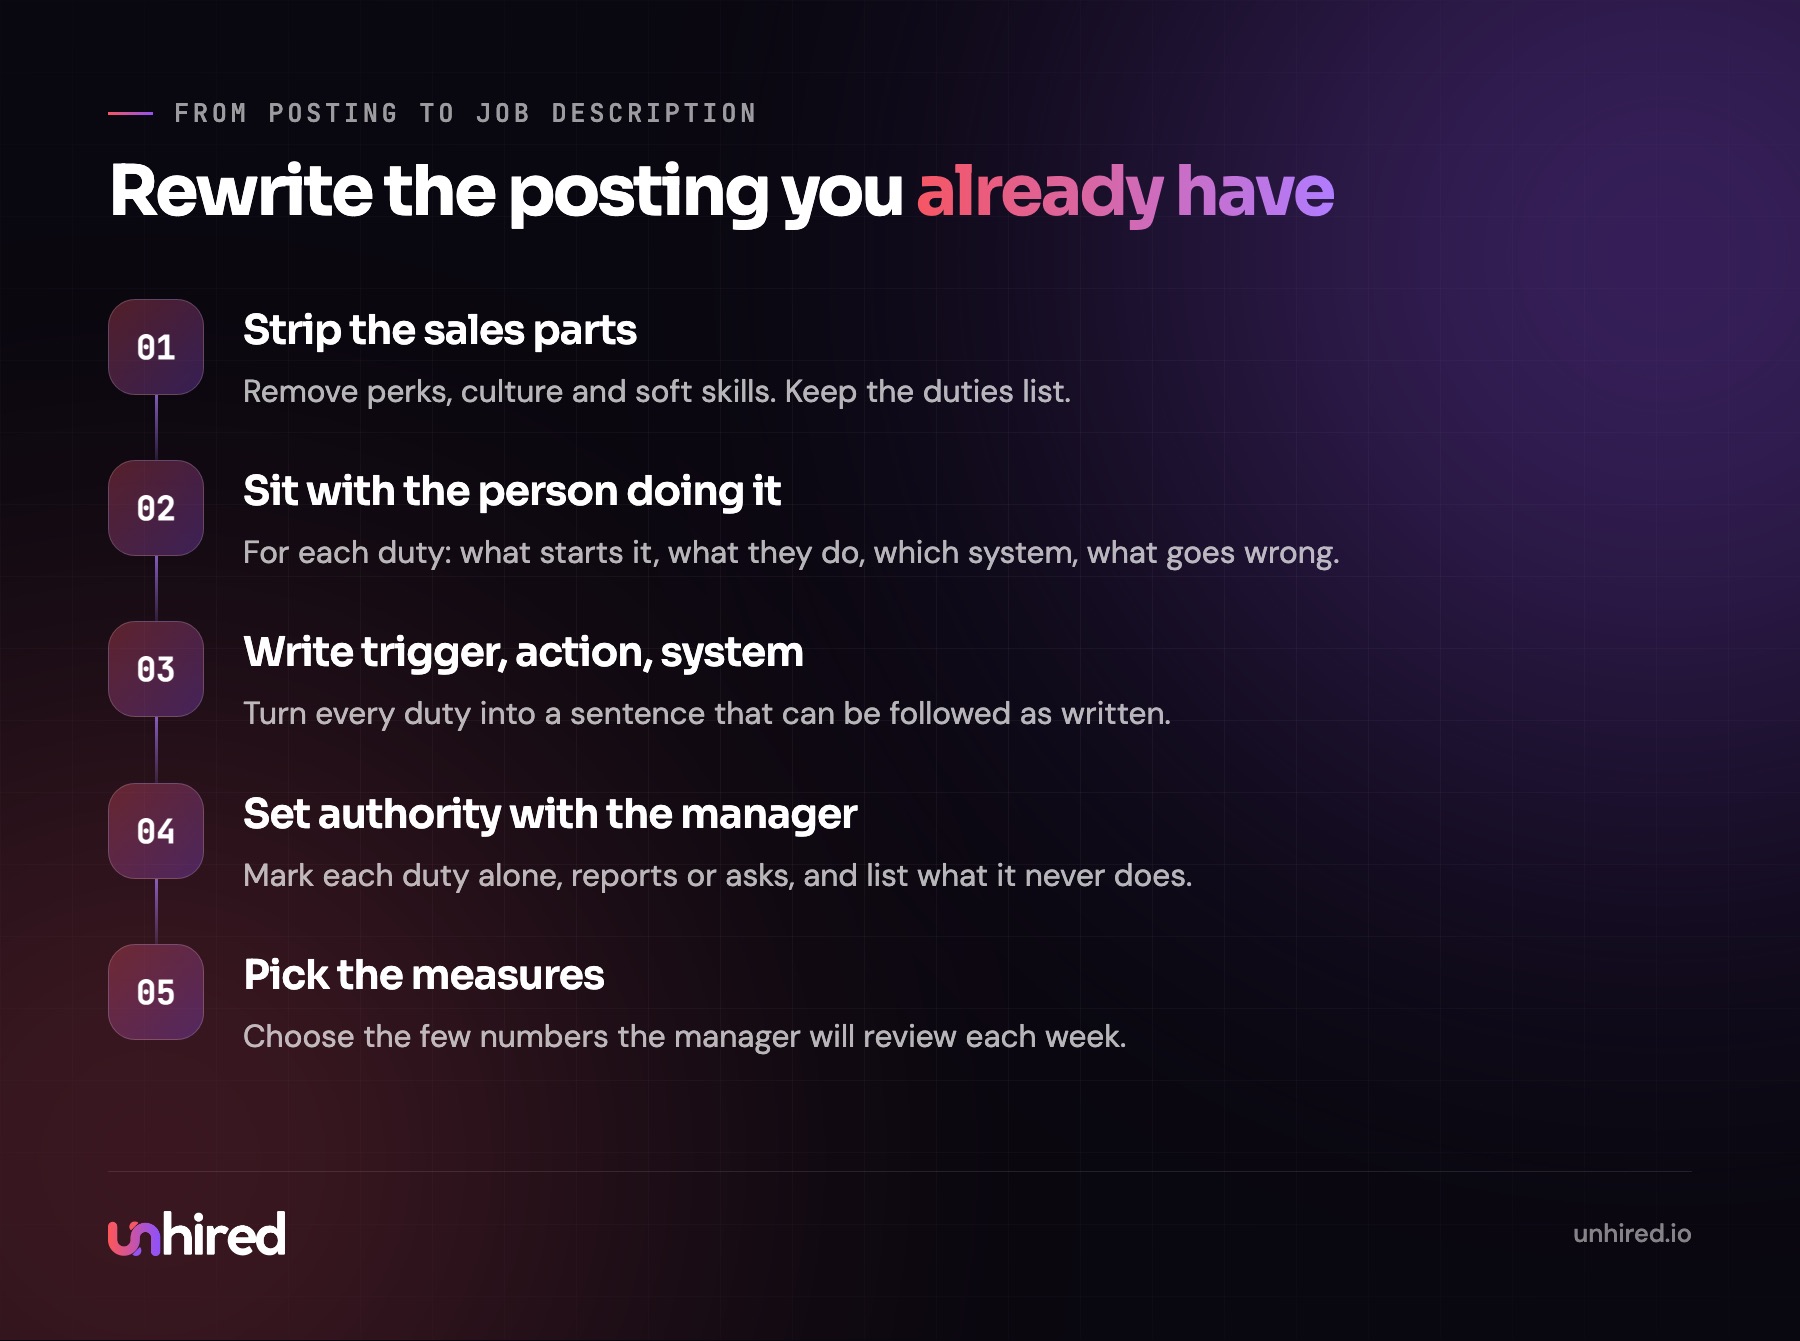 FROM POSTING TO JOB DESCRIPTION
Rewrite the posting you already have
01
Strip the sales parts
Remove perks, culture and soft skills. Keep the duties list.
02
Sit with the person doing it
For each duty: what starts it, what they do, which system, what goes wrong.
03
Write trigger, action, system
Turn every duty into a sentence that can be followed as written.
04
Set authority with the manager
Mark each duty alone, reports or asks, and list what it never does.
05
Pick the measures
Choose the few numbers the manager will review each week.
unhired
unhired.io